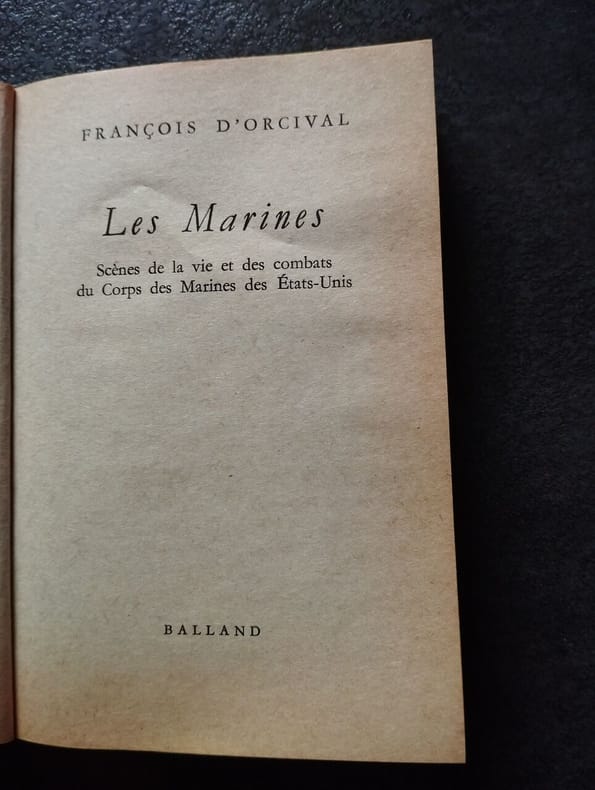 FRANÇOIS D'ORCIVAL
Les Marines
Scènes de la vie et des combats
du Corps des Marines des États-Unis
BALLAND